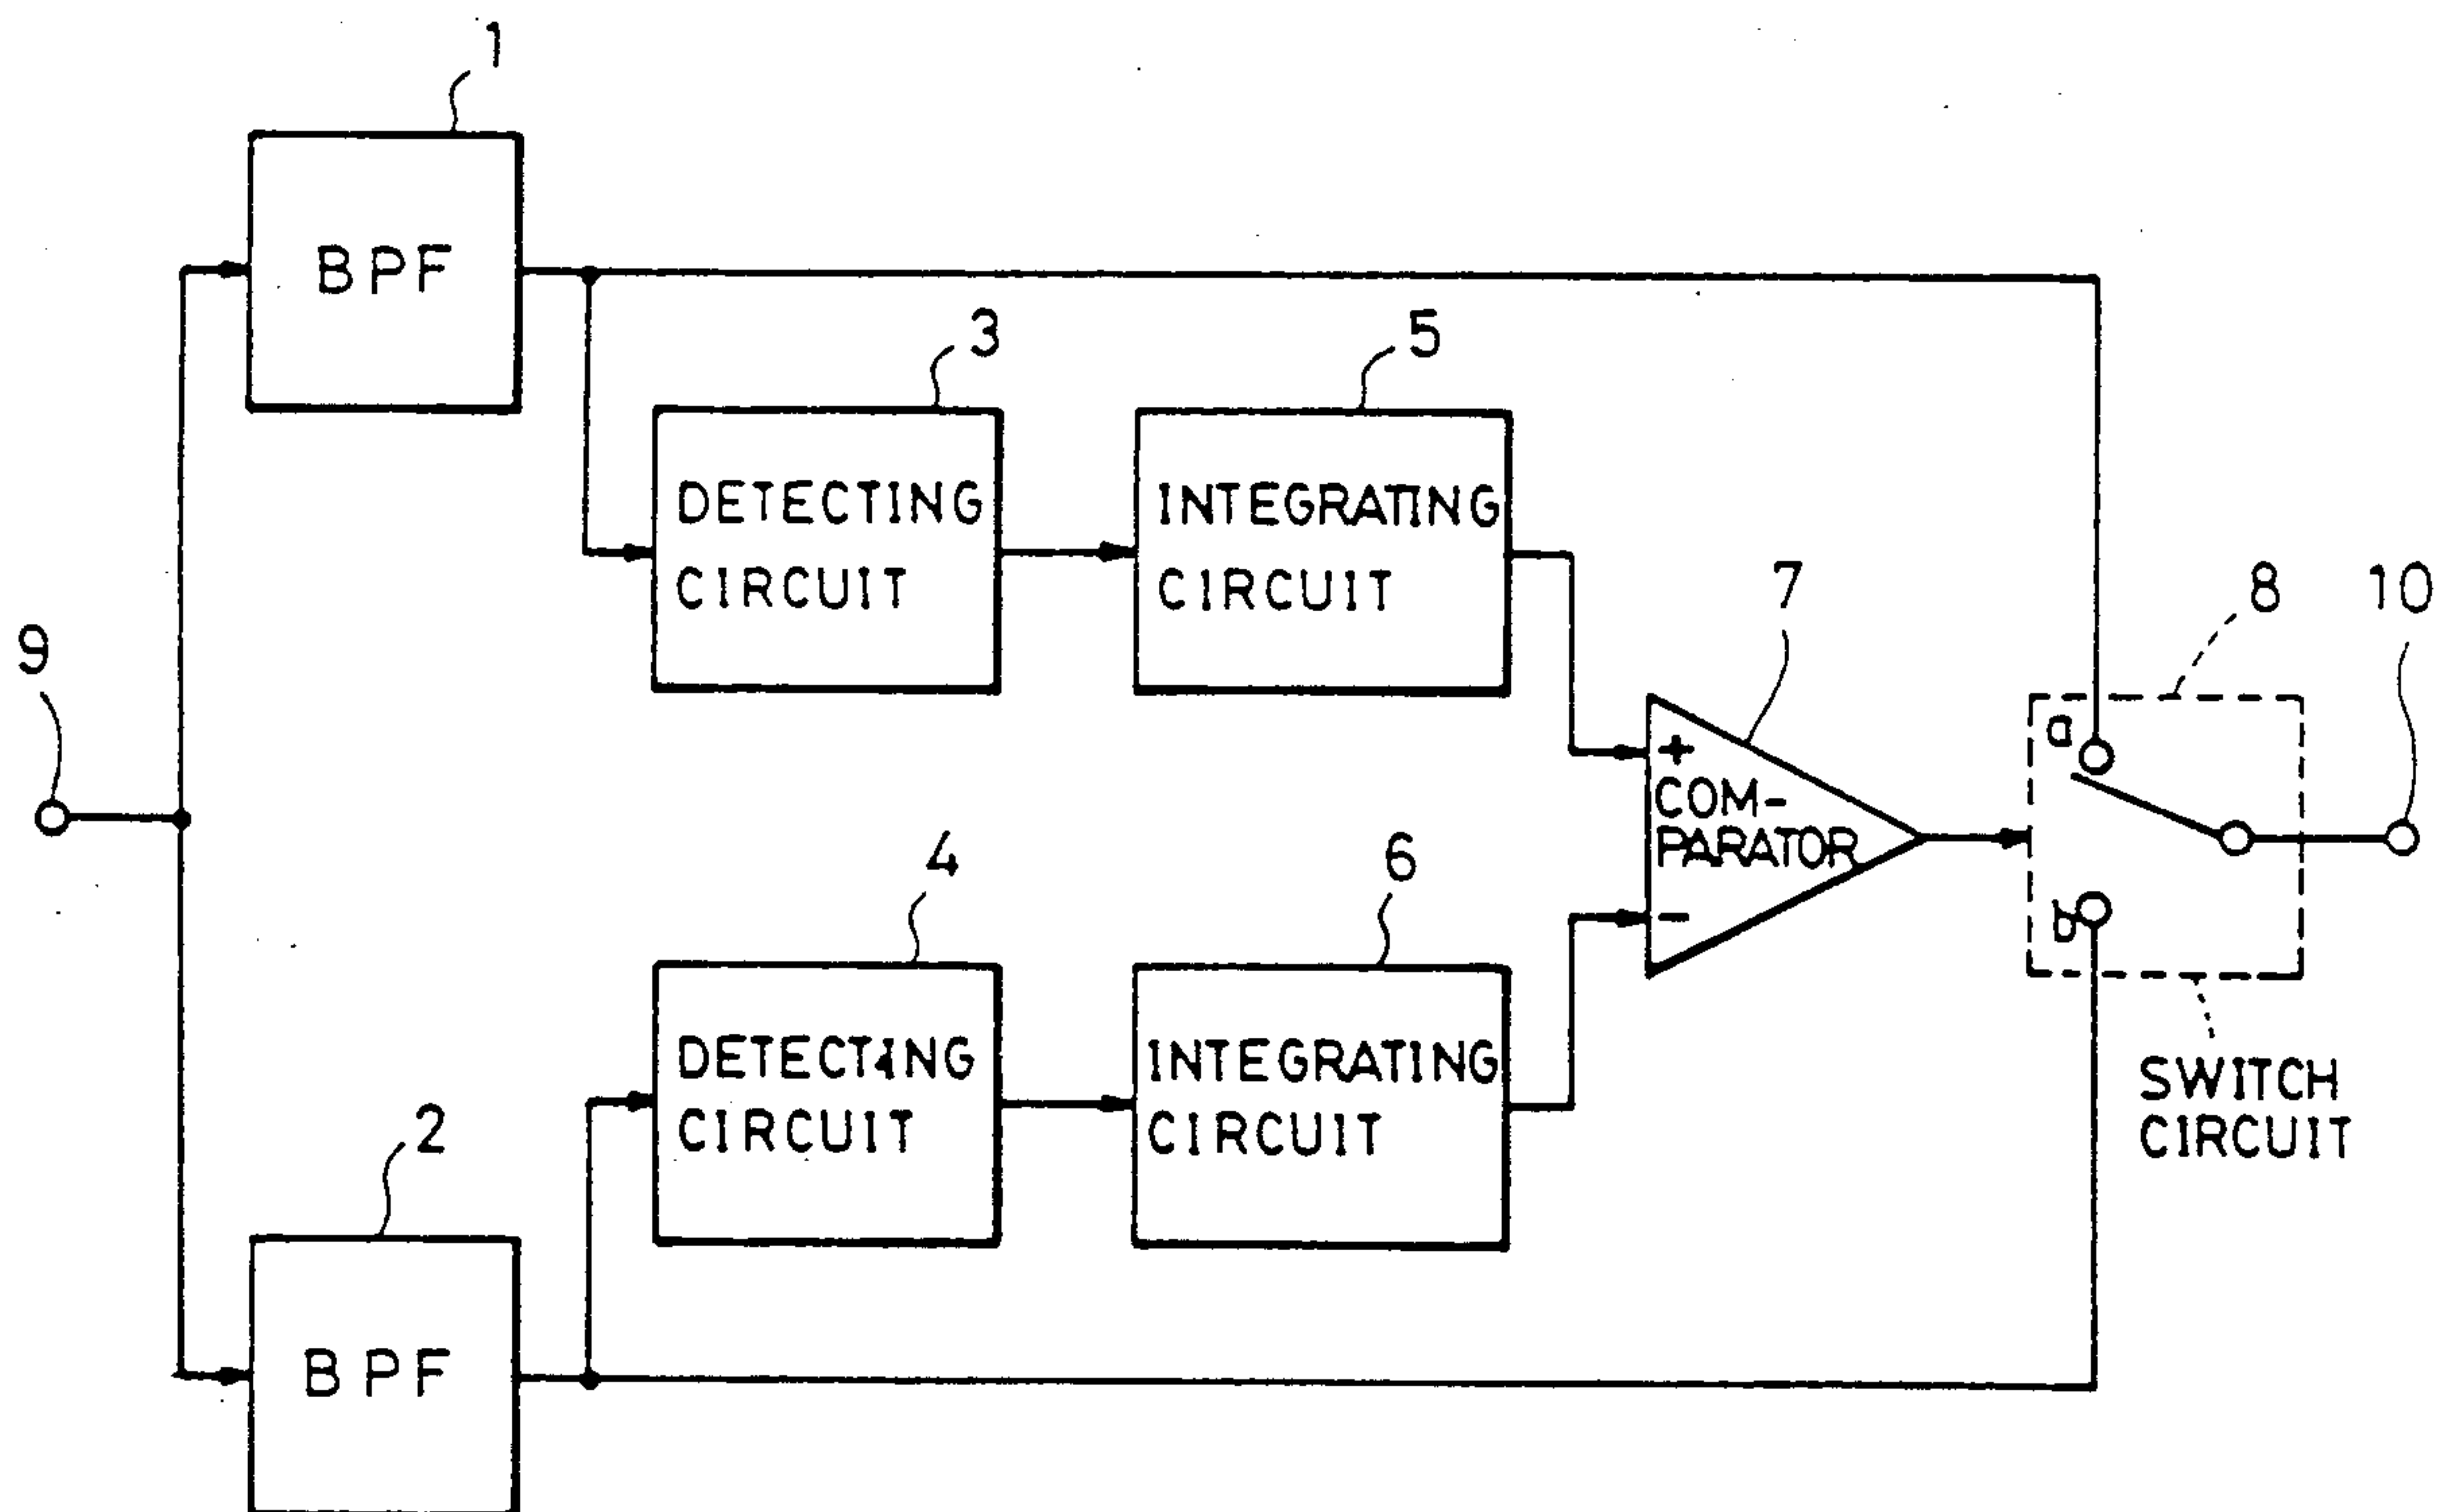 1
BPF
3
5
DETECTING
CIRCUIT
INTEGRATING
CIRCUIT
7
8
10
9
a
+
COM-
PARATOR
-
b
4
6
DETECTING
CIRCUIT
INTEGRATING
CIRCUIT
SWITCH
CIRCUIT
2
BPF